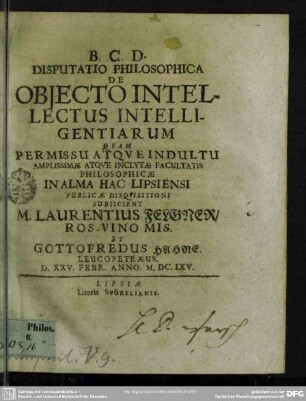 B. C. D.
DISPUTATIO PHILOSOPHICA
DE
OBJECTO INTEL-
LECTUS INTELLI-
GENTIARUM
QUAM
PERMISSU ATQVE INDULTU
AMPLISSIMÆ ATQVE INCLYTÆ FACULTATIS
PHILOSOPHICÆ
IN ALMA HAC LIPSIENSI
PUBLICÆ DISQVISITIONI
SUBJICIENT
M. LAURENTIUS FELGNER/
ROS-VINO MIS.
ET
GOTTOFREDUS HAHNE.
LEUCOPETRÆUS.
D. XXV. FEBR. ANNO. M. DC. LXV.
LIPSIÆ
Literis SPÖRELIANIS.
Philos.